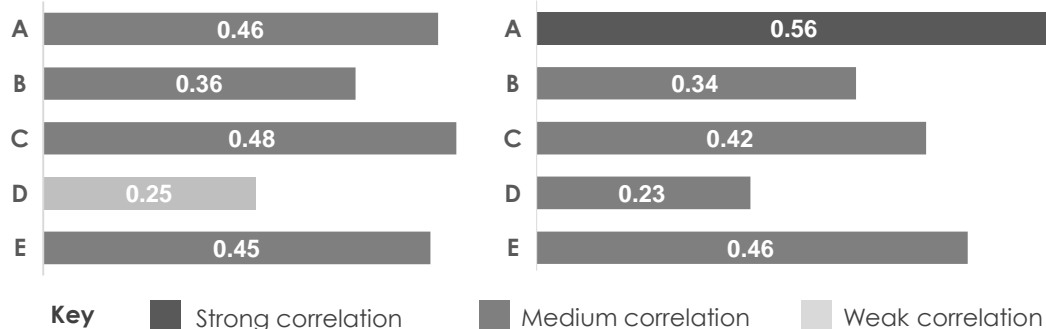 A 0.46
B 0.36
C 0.48
D 0.25
E 0.45
A 0.56
B 0.34
C 0.42
D 0.23
E 0.46
Key Strong correlation Medium correlation Weak correlation